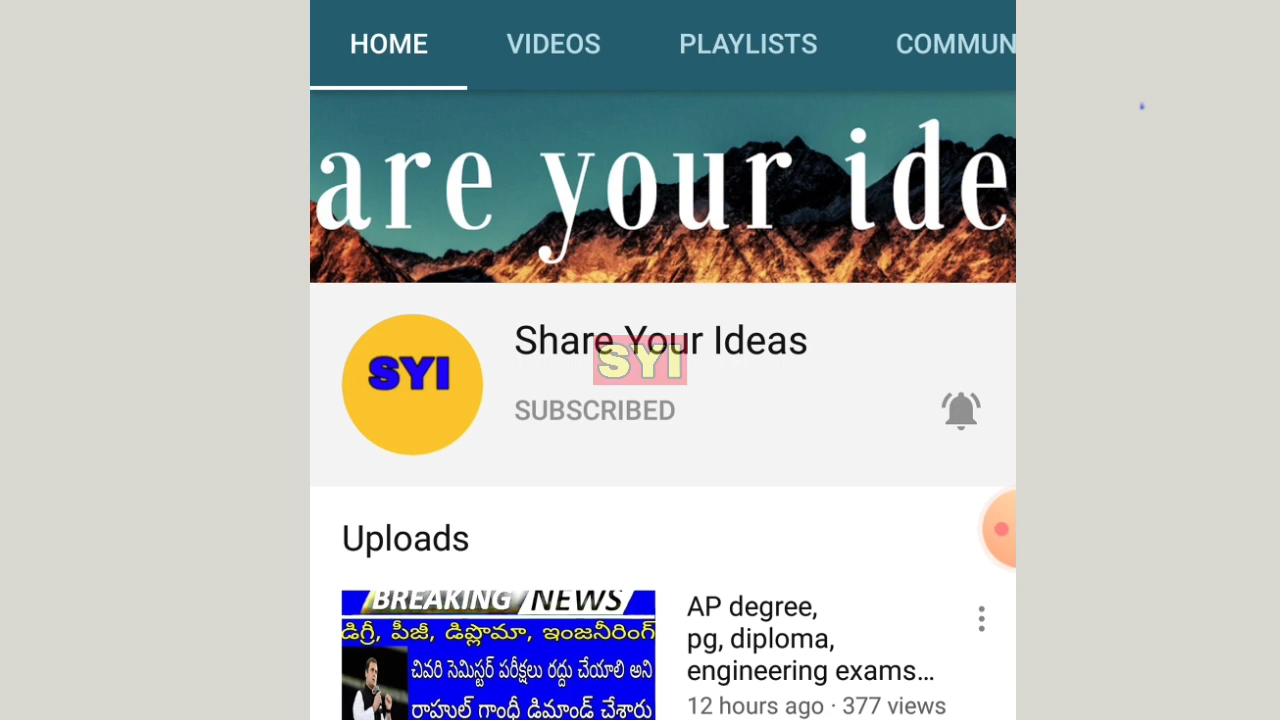 HOME VIDEOS PLAYLISTS COMMUN
are your ide
Share Your Ideas
SYI
SYI
SUBSCRIBED
Uploads
BREAKING NEWS
డిగ్రీ, పీజీ, డిప్లొమా, ఇంజనీరింగ్
చివరి సెమిస్టర్ పరీక్షలు రద్దు చేయాలి అని
రాహుల్ గాంధీ డిమాండ్ చేశారు
AP degree,
pg, diploma,
engineering exams...
12 hours ago · 377 views